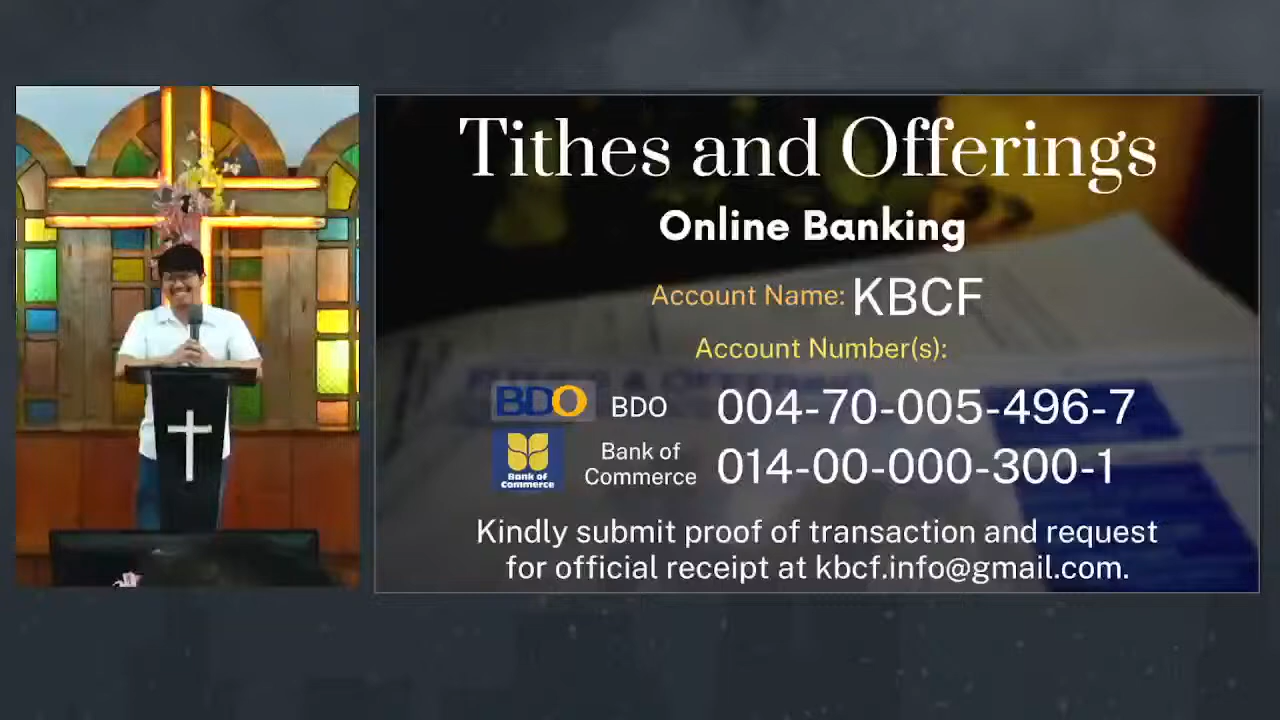 Tithes and Offerings
Online Banking
Account Name: KBCF
Account Number(s):
BDO BDO 004-70-005-496-7
Bank of Commerce
Bank of
Commerce
014-00-000-300-1
Kindly submit proof of transaction and request
for official receipt at kbcf.info@gmail.com.